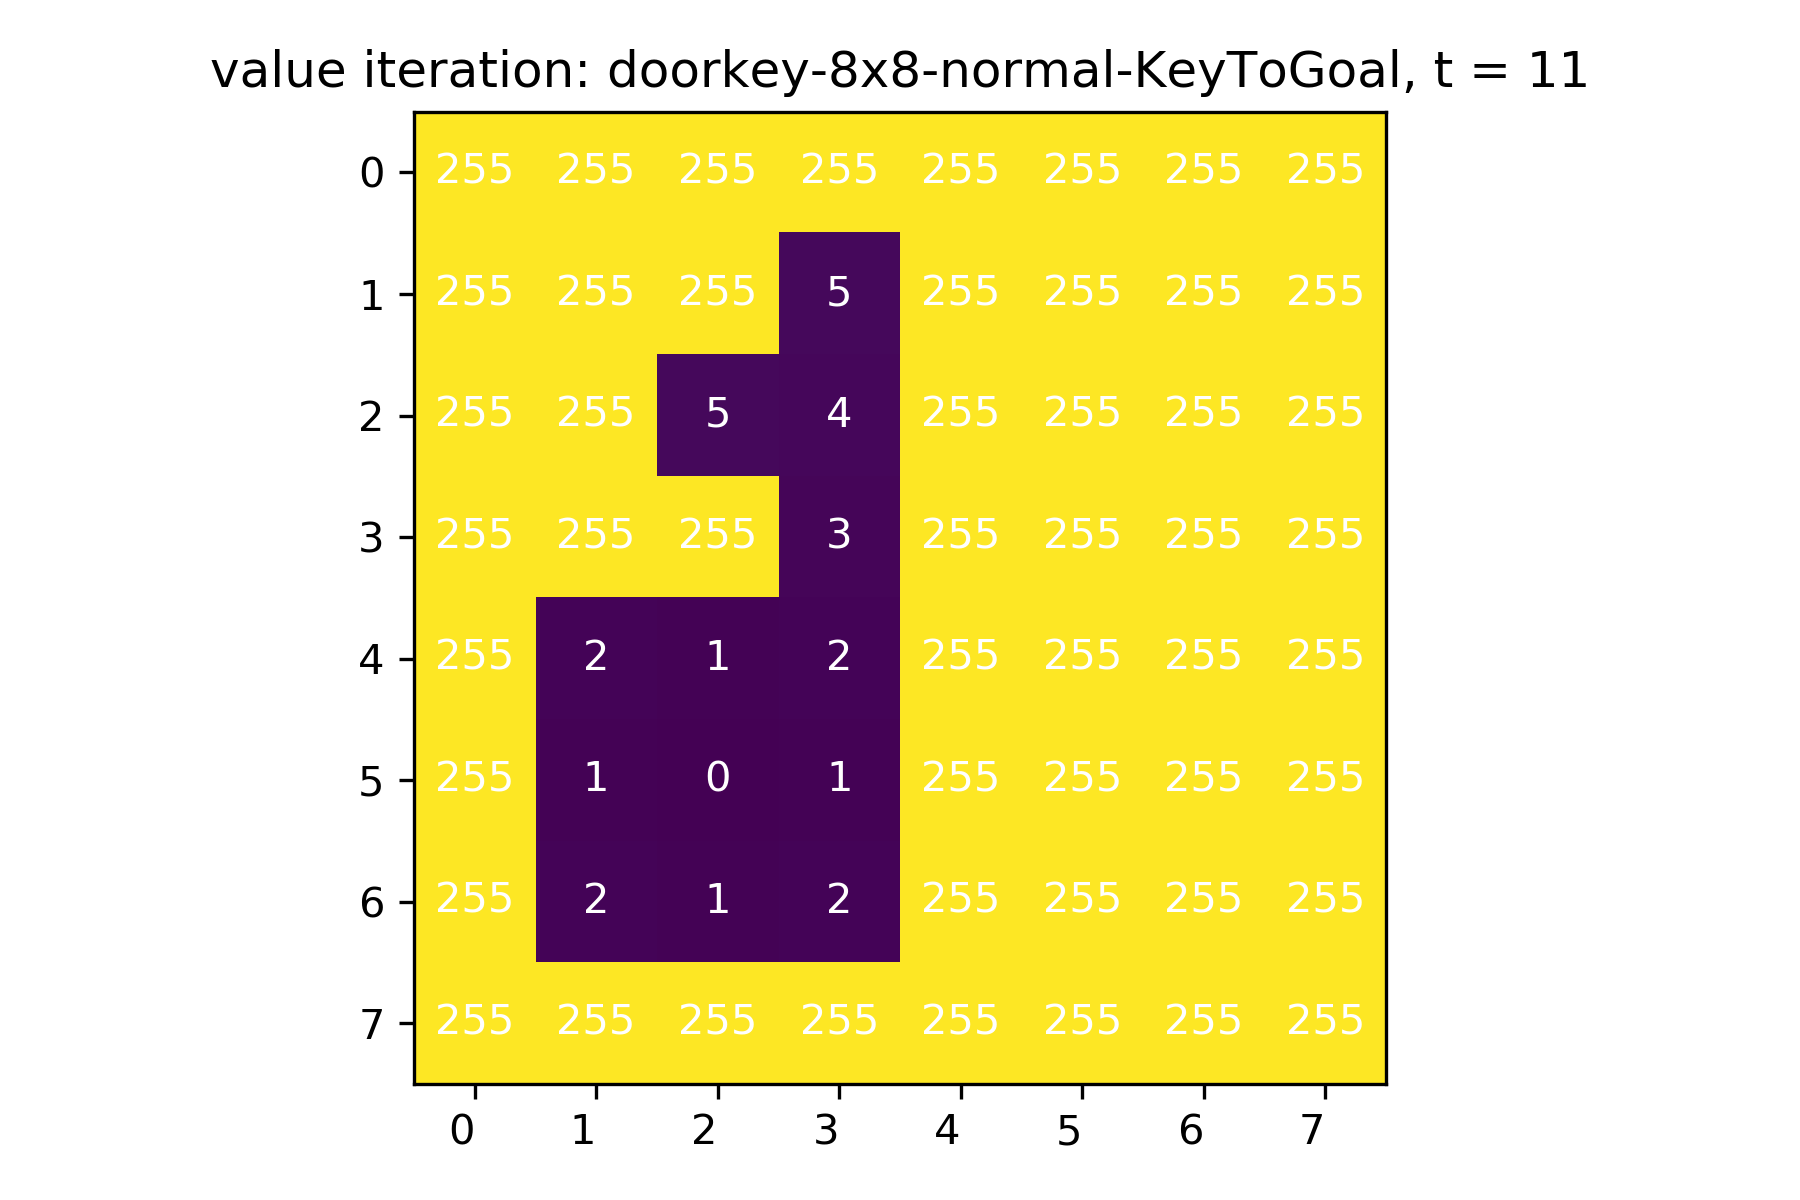 value iteration: doorkey-8x8-normal-KeyToGoal, t = 11
0 255 255 255 255 255 255 255 255
1 255 255 255 5 255 255 255 255
2 255 255 5 4 255 255 255 255
3 255 255 255 3 255 255 255 255
4 255 2 1 2 255 255 255 255
5 255 1 0 1 255 255 255 255
6 255 2 1 2 255 255 255 255
7 255 255 255 255 255 255 255 255
0 1 2 3 4 5 6 7